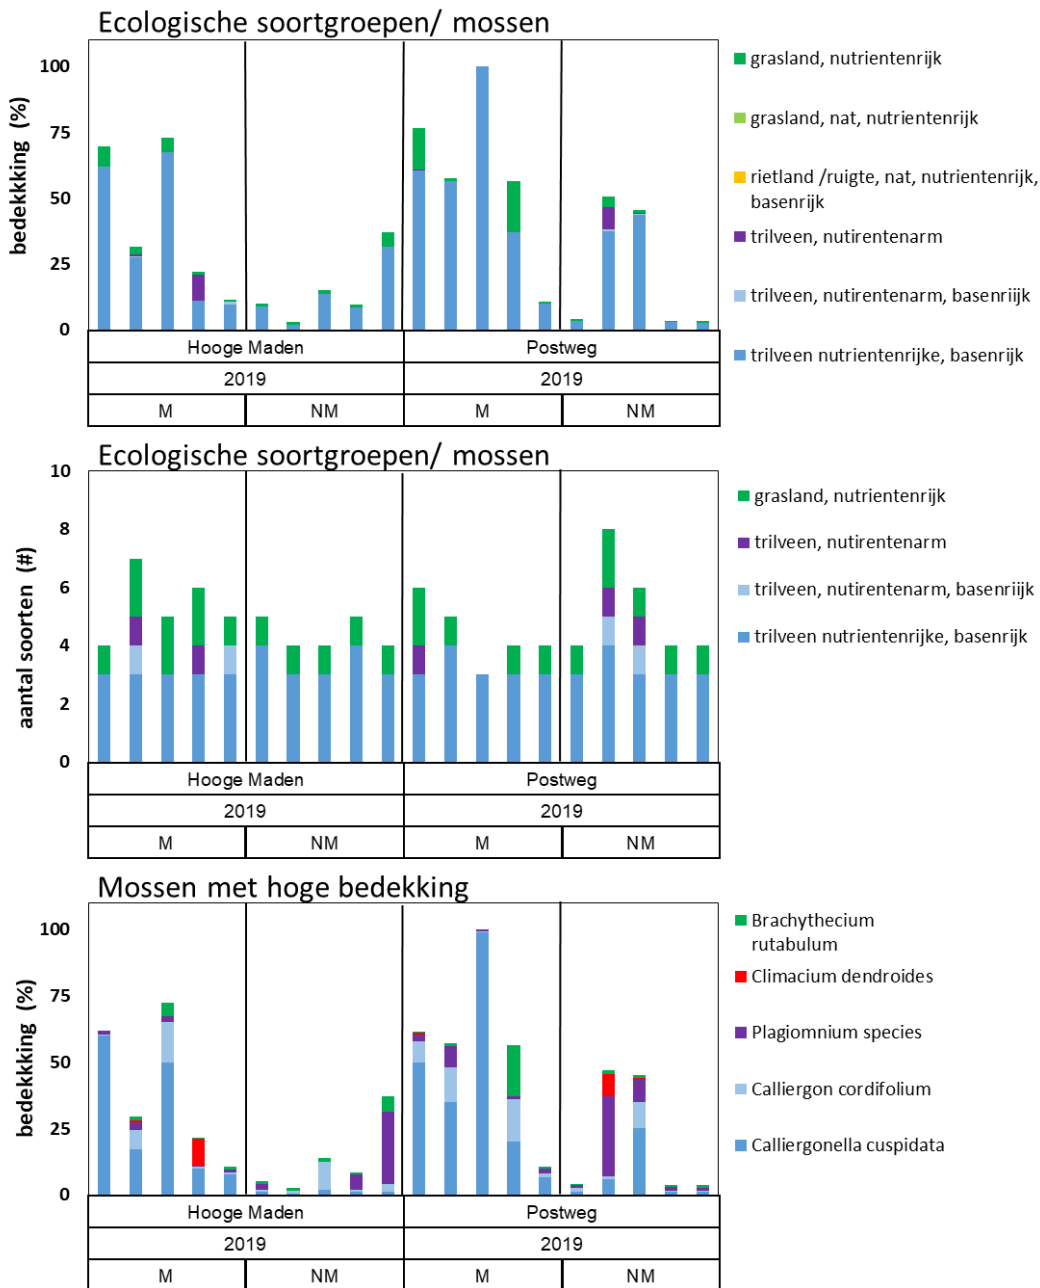 Ecologische soortgroepen/ mossen
bedekkking (%)
100
75
50
25
0
Hooge Maden
Postweg
2019
2019
M
NM
M
NM
grasland, nutrientenrijk
grasland, nat, nutrientenrijk
rietland /ruigte, nat, nutrientenrijk,
basenrijk
trilveen, nutirentenarm
trilveen, nutirentenarm, basenriijk
trilveen nutrientenrijke, basenrijk
Ecologische soortgroepen/ mossen
aantal soorten (#)
10
8
6
4
2
0
Hooge Maden
Postweg
2019
2019
M
NM
M
NM
grasland, nutrientenrijk
trilveen, nutirentenarm
trilveen, nutirentenarm, basenriijk
trilveen nutrientenrijke, basenrijk
Mossen met hoge bedekking
bedekkking (%)
100
75
50
25
0
Hooge Maden
Postweg
2019
2019
M
NM
M
NM
Brachythecium
rutabulum
Climacium dendroides
Plagiomnium species
Calliergon cordifolium
Calliergonella cuspidata